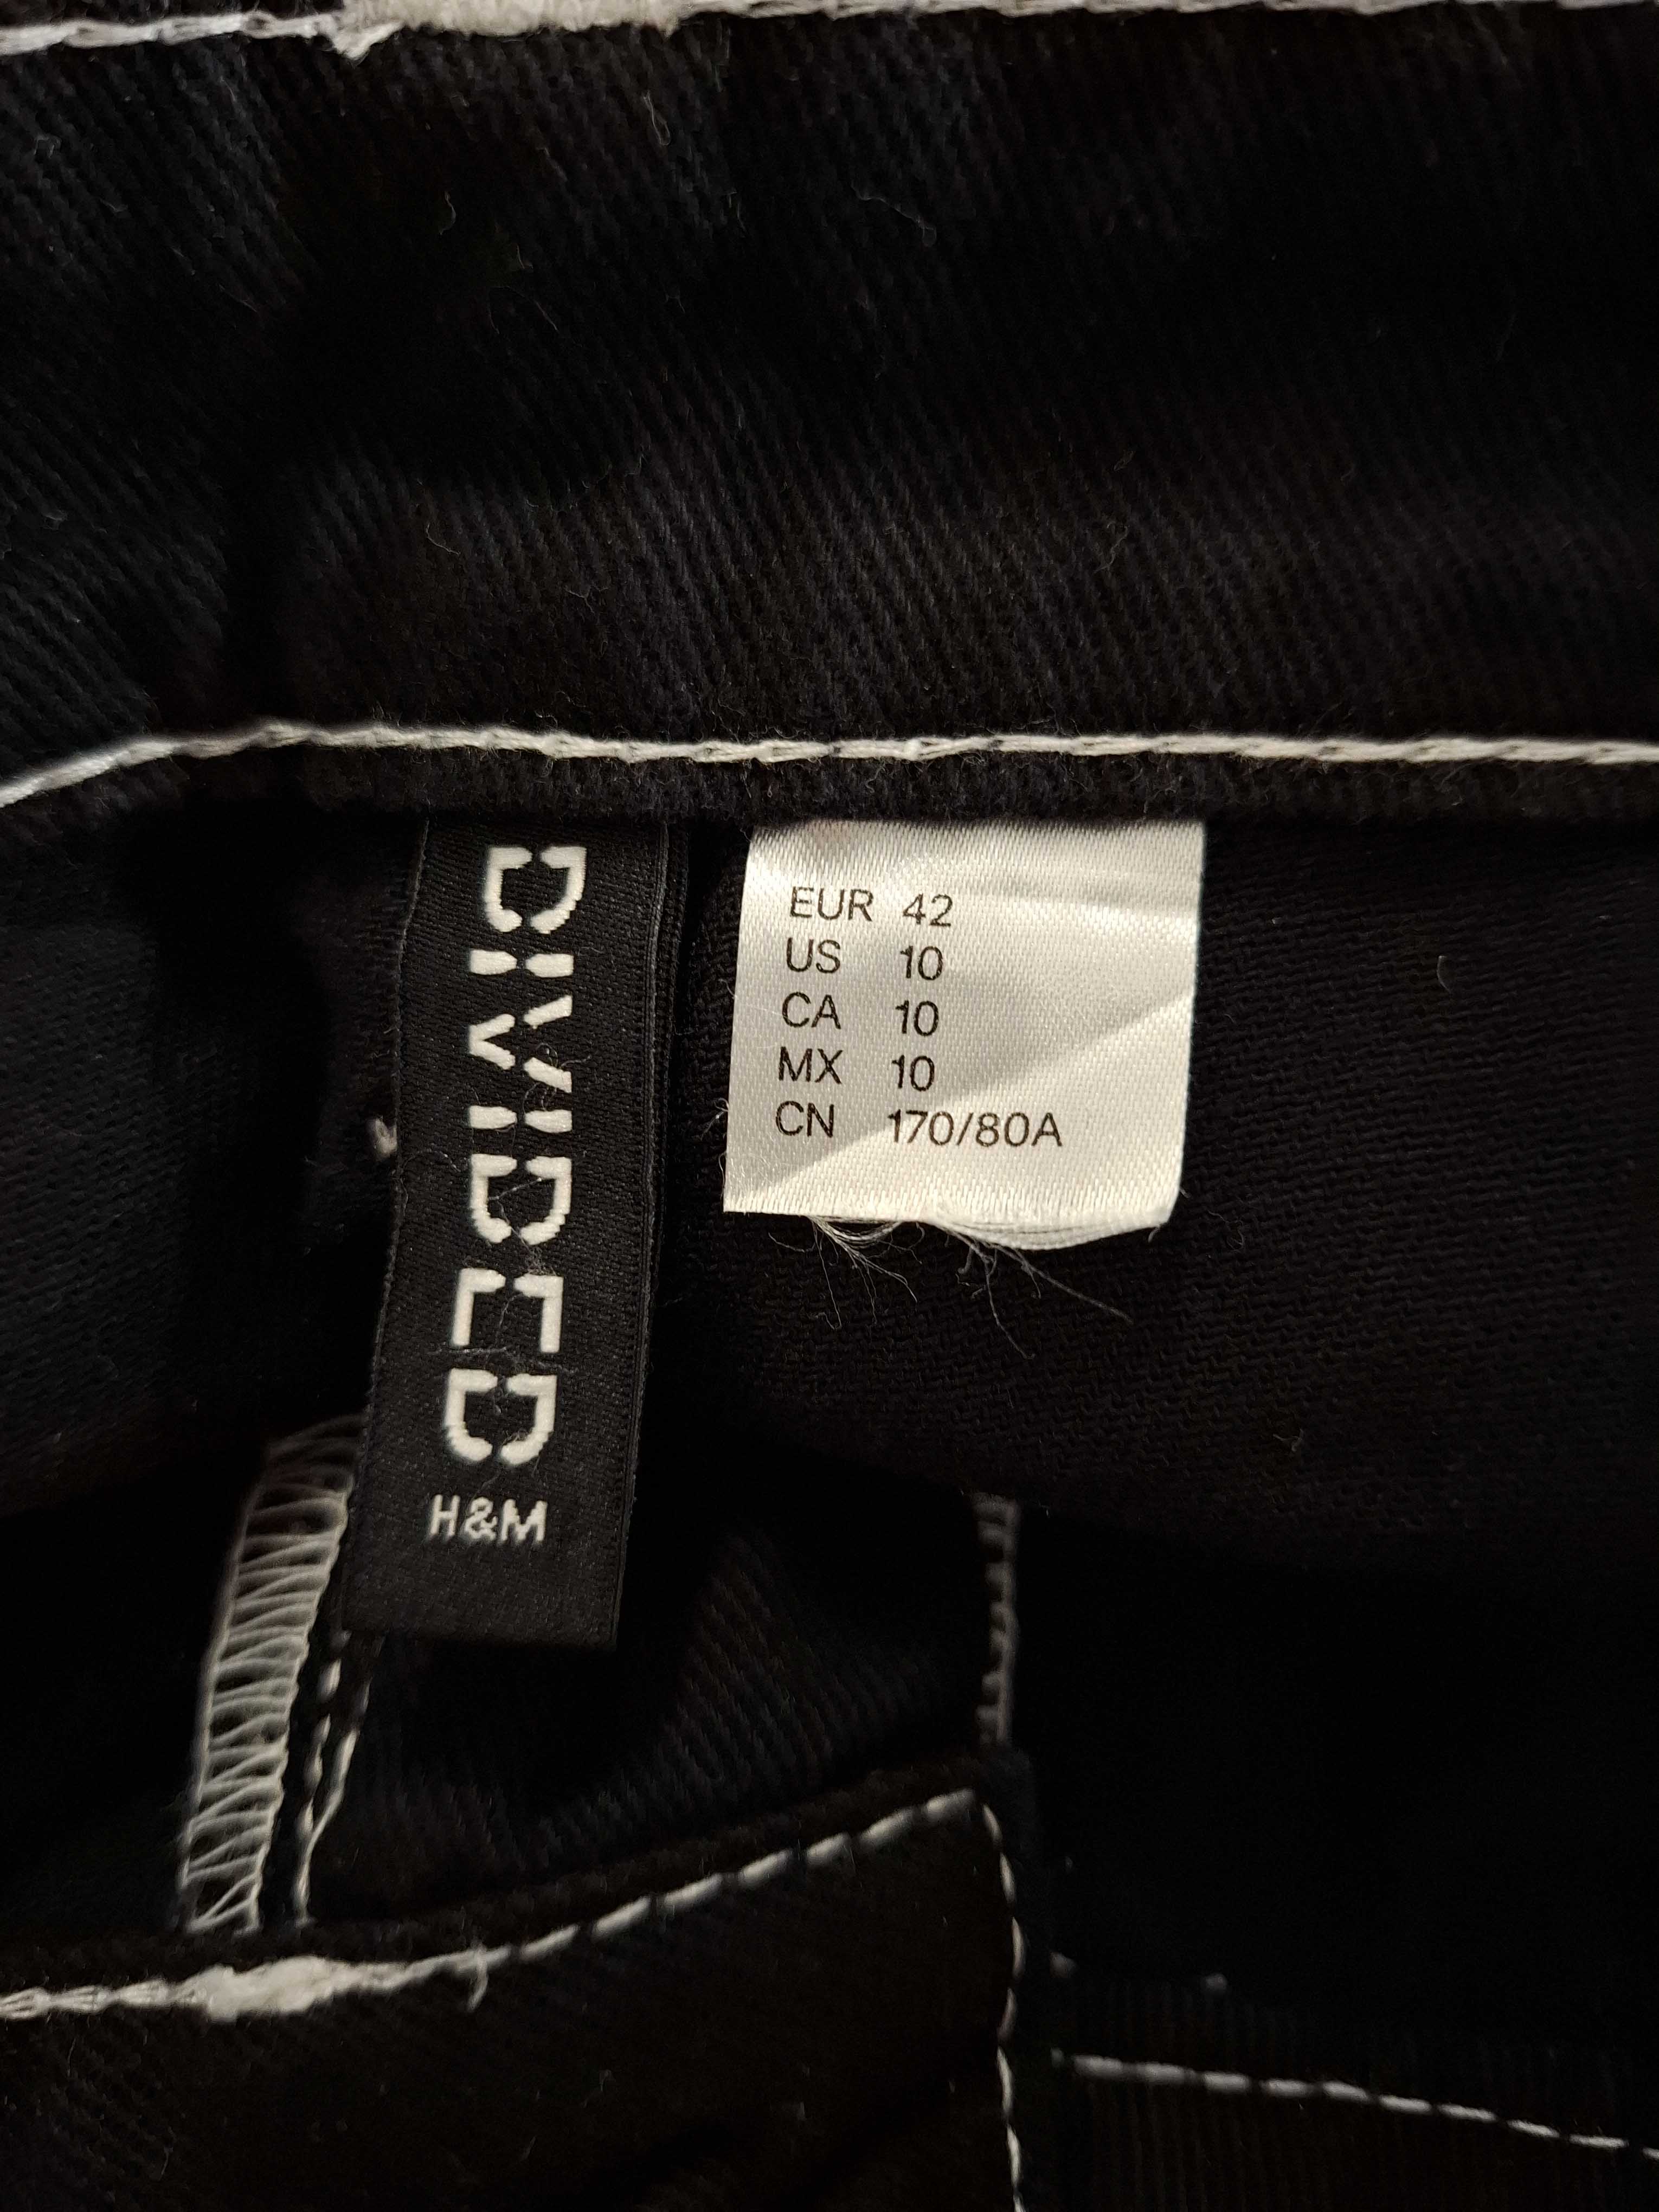 DIVIDED
H&M
EUR 42
US 10
CA 10
MX 10
CN 170/80A